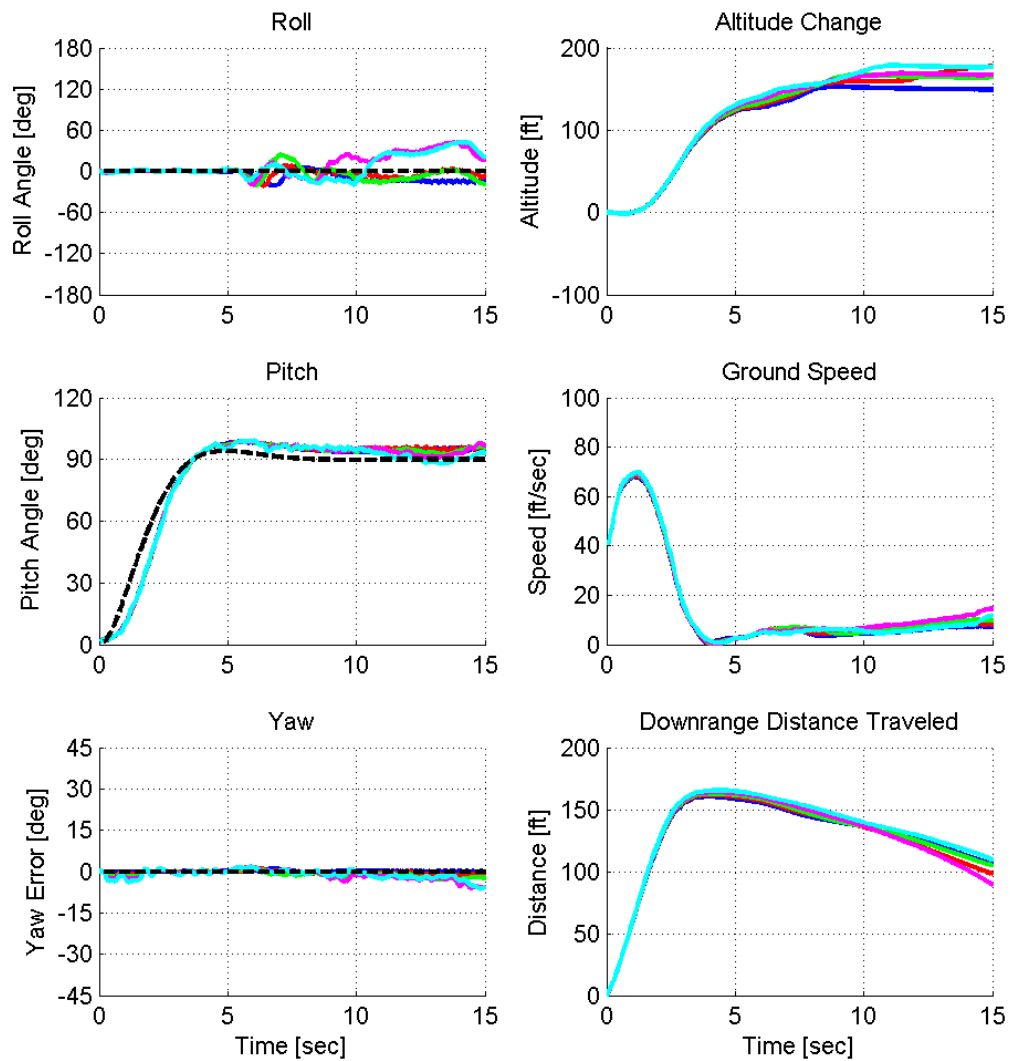 Roll
180
120
60
0
-60
-120
-180
Roll Angle [deg]
0 5 10 15
Altitude Change
200
100
0
-100
Altitude [ft]
0 5 10 15
Pitch
120
90
60
30
0
Pitch Angle [deg]
0 5 10 15
Ground Speed
100
80
60
40
20
0
Speed [ft/sec]
0 5 10 15
Yaw
45
30
15
0
-15
-30
-45
Yaw Error [deg]
0 5 10 15
Time [sec]
Downrange Distance Traveled
200
150
100
50
0
Distance [ft]
0 5 10 15
Time [sec]